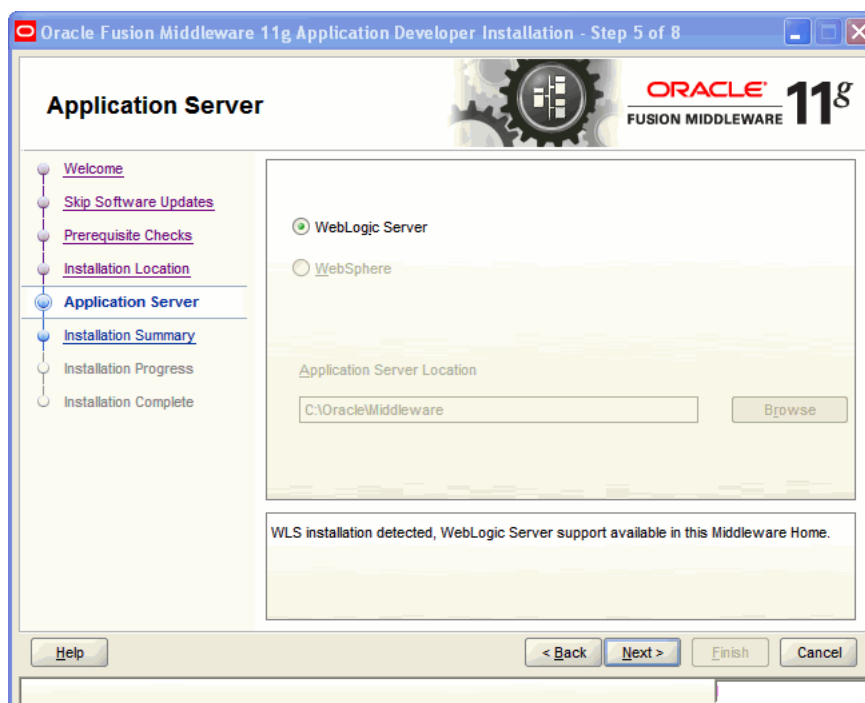 Oracle Fusion Middleware 11g Application Developer Installation - Step 5 of 8
Application Server
ORACLE
FUSION MIDDLEWARE 11g
Welcome
Skip Software Updates
Prerequisite Checks
Installation Location
Application Server
Installation Summary
Installation Progress
Installation Complete
WebLogic Server
WebSphere
Application Server Location
C:\Oracle\Middleware
Browse
WLS installation detected, WebLogic Server support available in this Middleware Home.
Help
< Back
Next >
Finish
Cancel